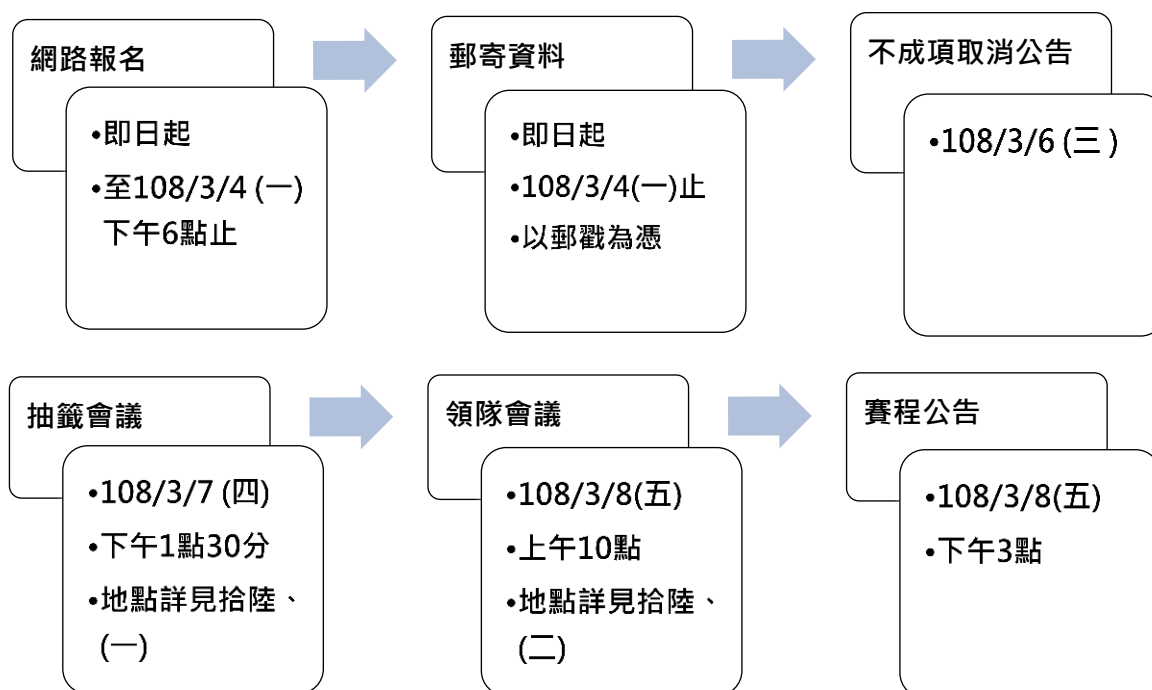 網路報名
•即日起
•至108/3/4 (一)
下午6點止
郵寄資料
•即日起
•108/3/4(一)止
•以郵戳為憑
不成項取消公告
•108/3/6 (三)
抽籤會議
•108/3/7 (四)
•下午1點30分
•地點詳見拾陸、
(一)
領隊會議
•108/3/8(五)
•上午10點
•地點詳見拾陸、
(二)
賽程公告
•108/3/8(五)
•下午3點